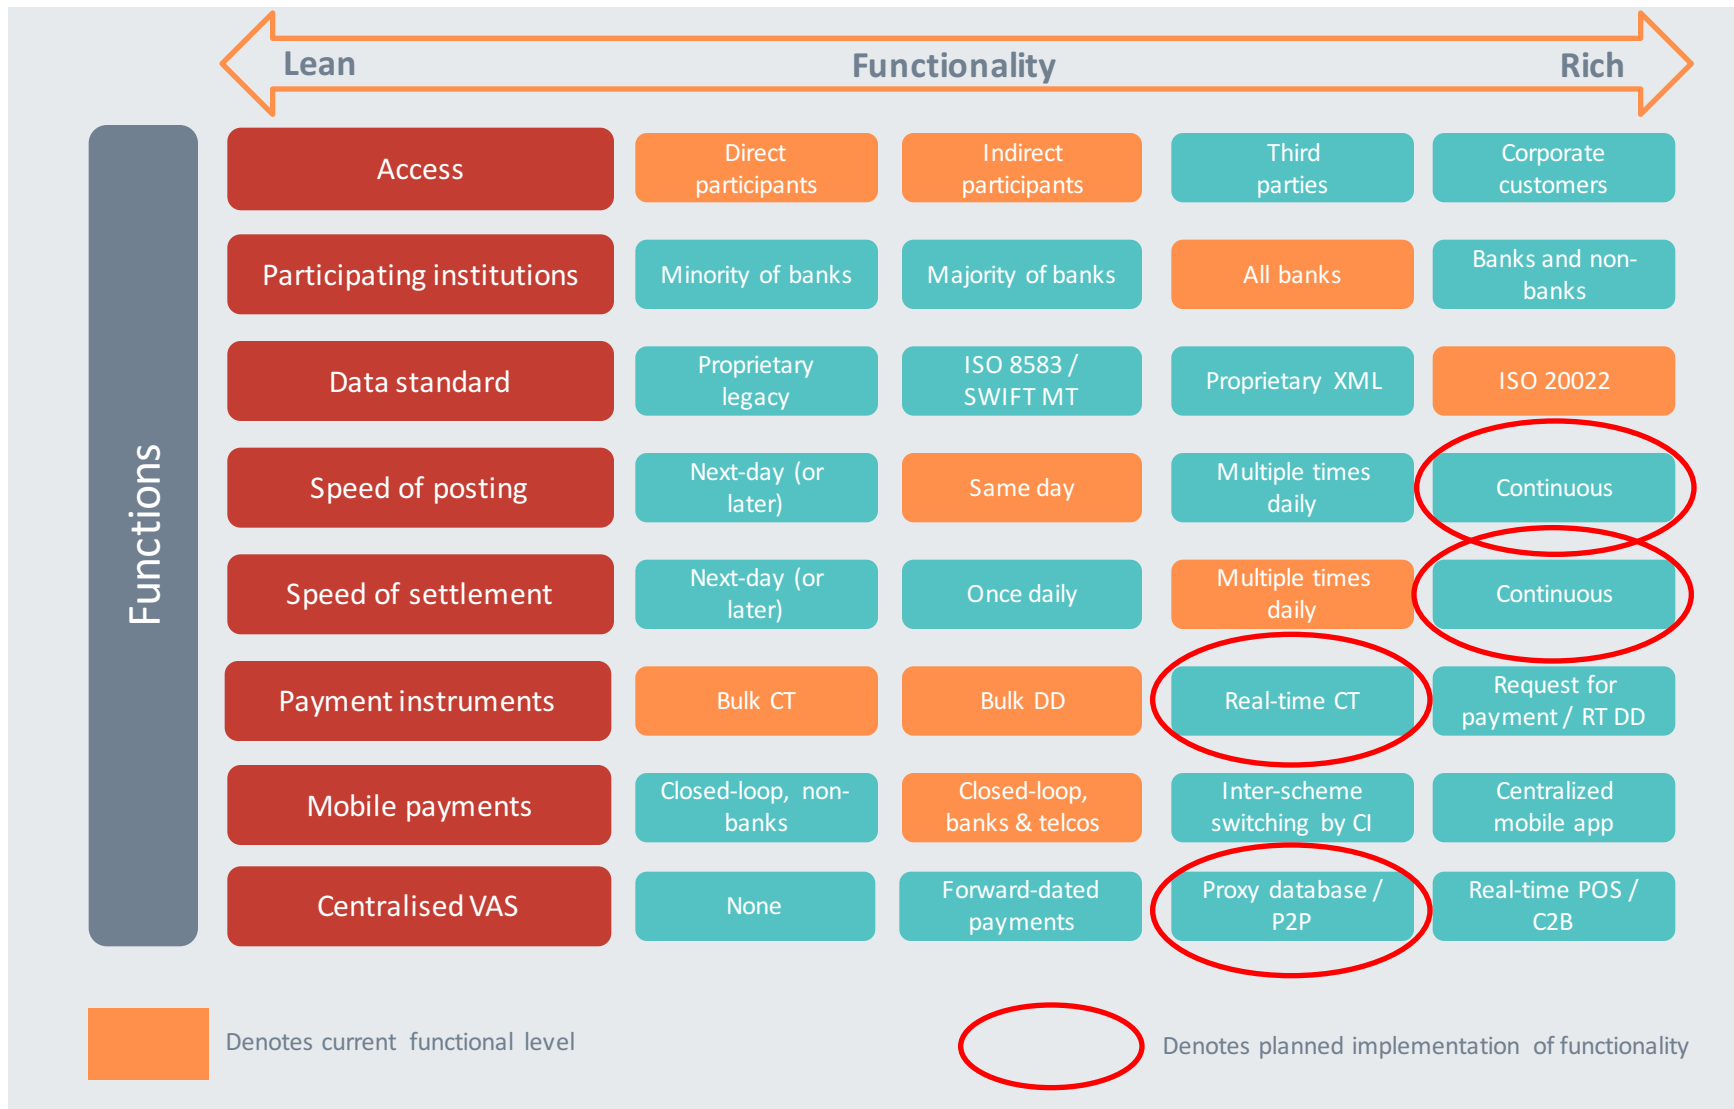 Lean Functionality Rich
Functions
Access
Direct
participants
Indirect
participants
Third
parties
Corporate
customers
Participating institutions
Minority of banks
Majority of banks
All banks
Banks and non-
banks
Data standard
Proprietary
legacy
ISO 8583 /
SWIFT MT
Proprietary XML
ISO 20022
Speed of posting
Next-day (or
later)
Same day
Multiple times
daily
Continuous
Speed of settlement
Next-day (or
later)
Once daily
Multiple times
daily
Continuous
Payment instruments
Bulk CT
Bulk DD
Real-time CT
Request for
payment / RT DD
Mobile payments
Closed-loop, non-
banks
Closed-loop,
banks & telcos
Inter-scheme
switching by CI
Centralized
mobile app
Centralised VAS
None
Forward-dated
payments
Proxy database /
P2P
Real-time POS /
C2B
Denotes current functional level
Denotes planned implementation of functionality